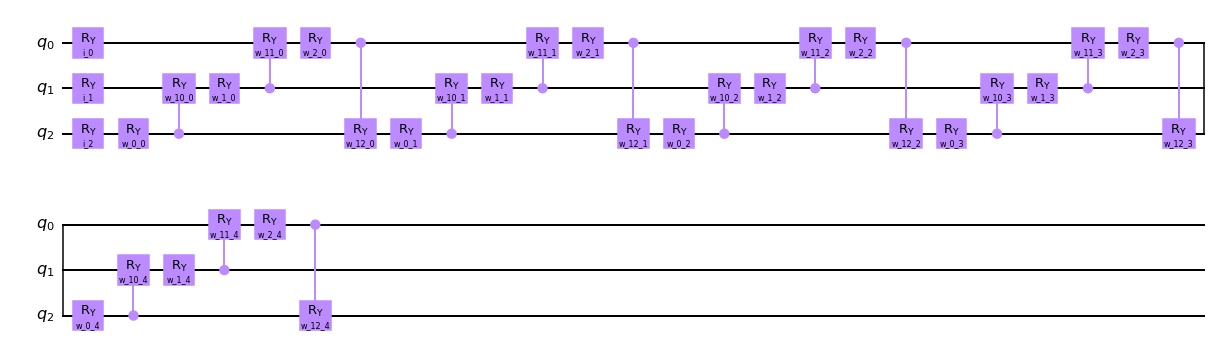 q0 RY i_0 RY w_11_0 RY w_2_0 RY w_11_1 RY w_2_1 RY w_11_2 RY w_2_2 RY w_11_3 RY w_2_3
q1 RY i_1 RY w_10_0 RY w_1_0 RY w_10_1 RY w_1_1 RY w_10_2 RY w_1_2 RY w_10_3 RY w_1_3
q2 RY i_2 RY w_0_0 RY w_12_0 RY w_0_1 RY w_12_1 RY w_0_2 RY w_12_2 RY w_0_3 RY w_12_3
q0 RY w_11_4 RY w_2_4
q1 RY w_10_4 RY w_1_4
q2 RY w_0_4 RY w_12_4